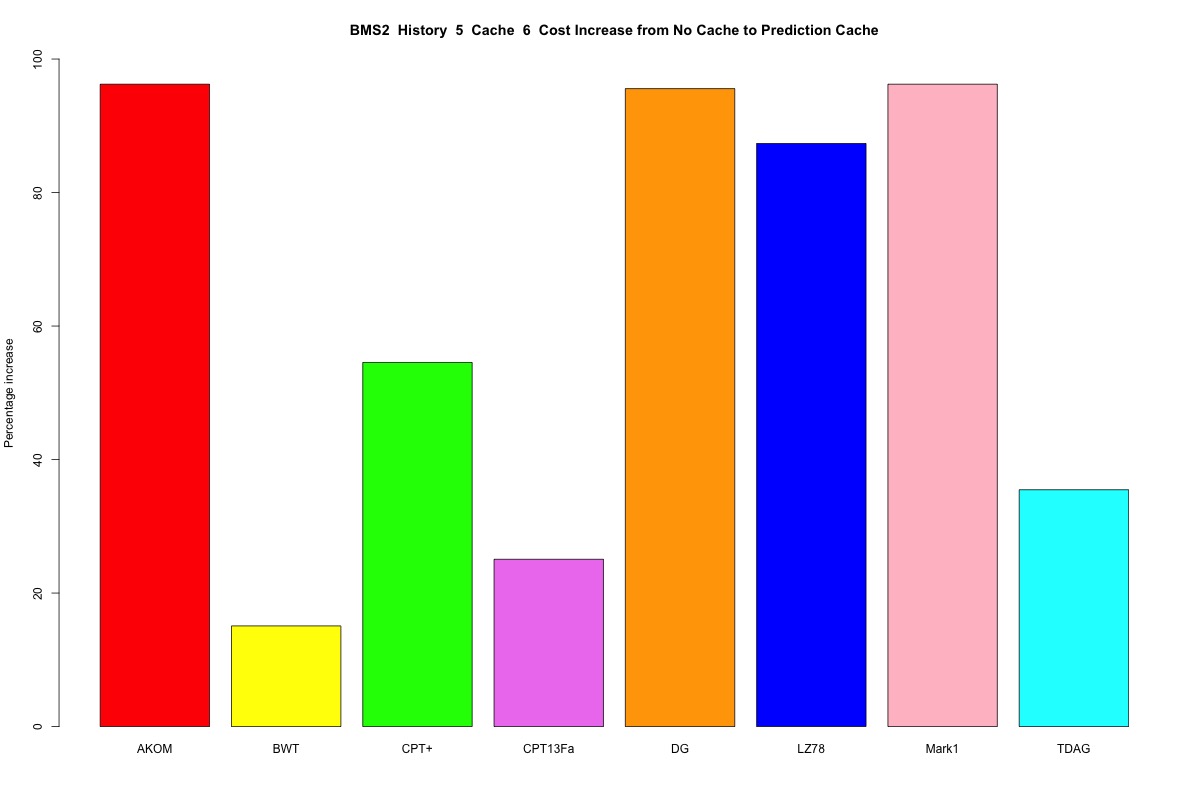 BMS2  History  5  Cache  6  Cost Increase from No Cache to Prediction Cache
Percentage increase
100
80
60
40
20
0
AKOM BWT CPT+ CPT13Fa DG LZ78 Mark1 TDAG